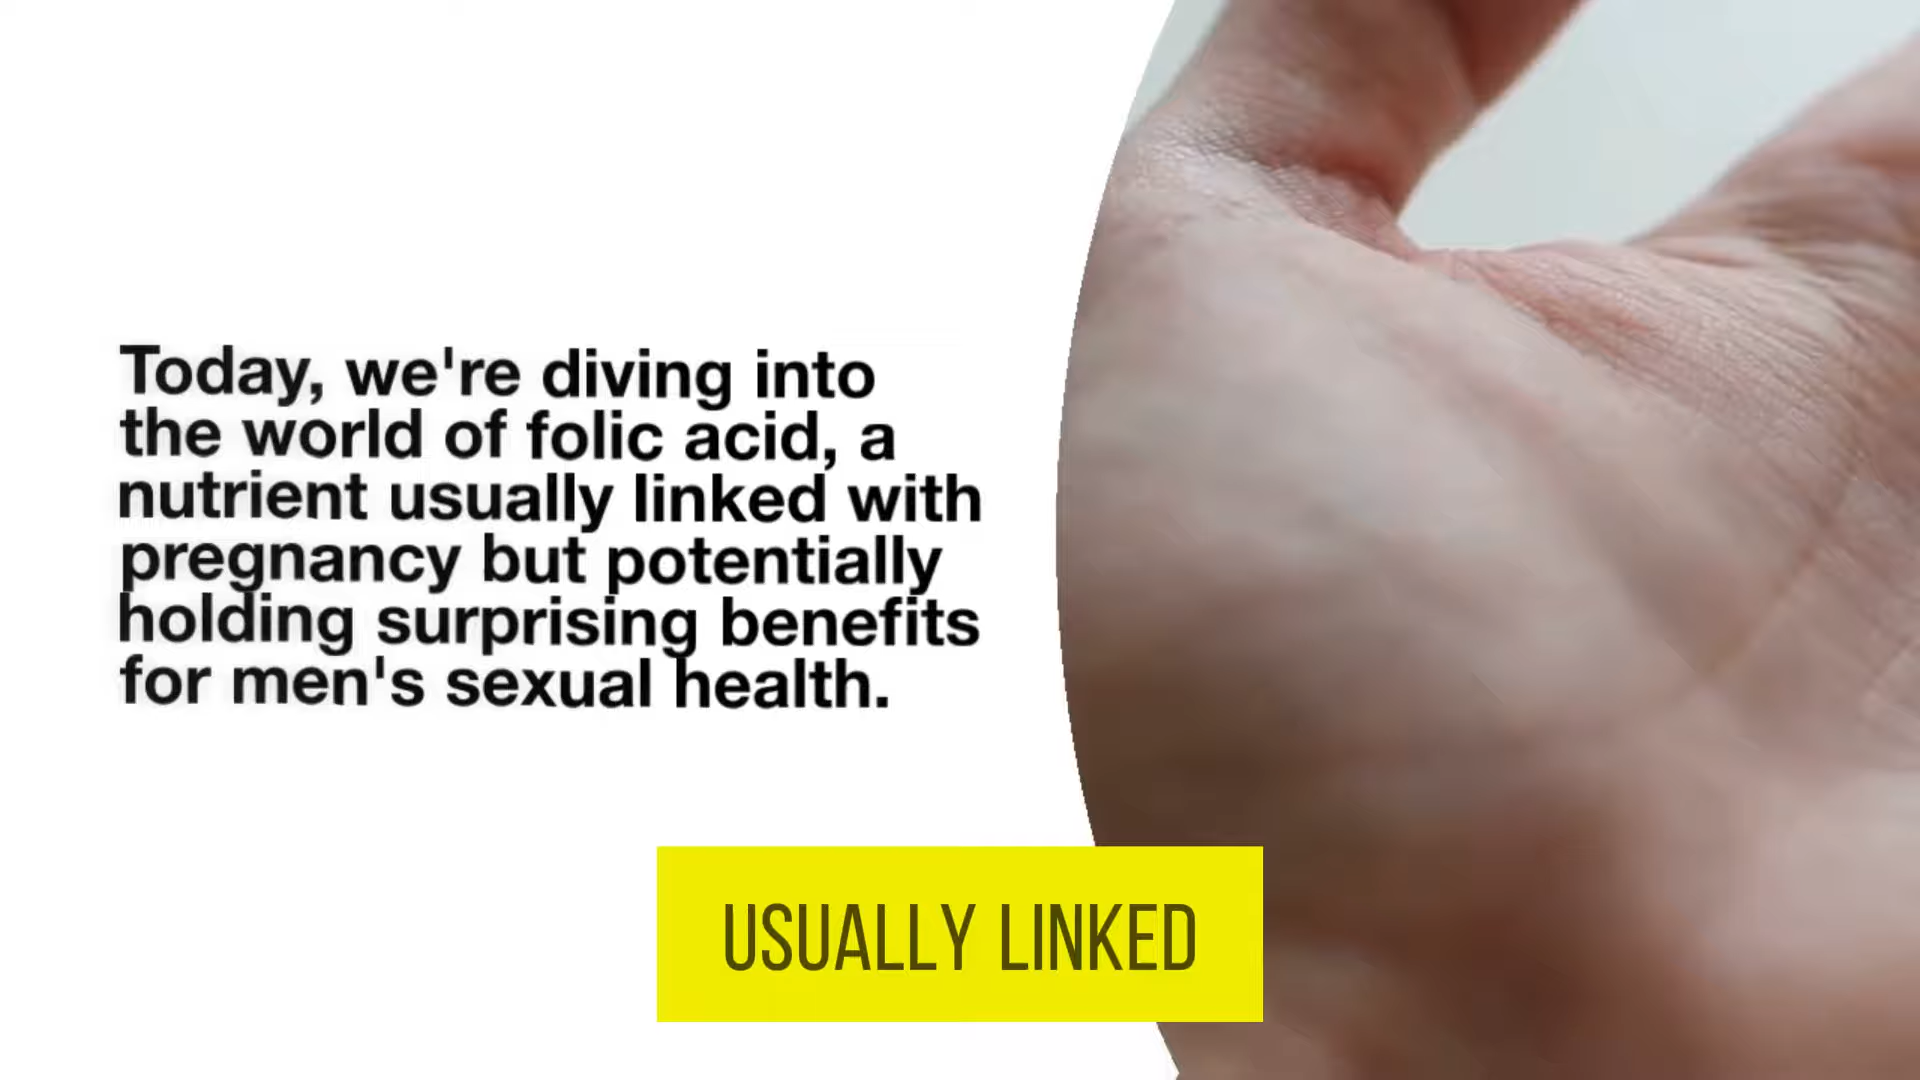 Today, we're diving into
the world of folic acid, a
nutrient usually linked with
pregnancy but potentially
holding surprising benefits
for men's sexual health.
USUALLY LINKED